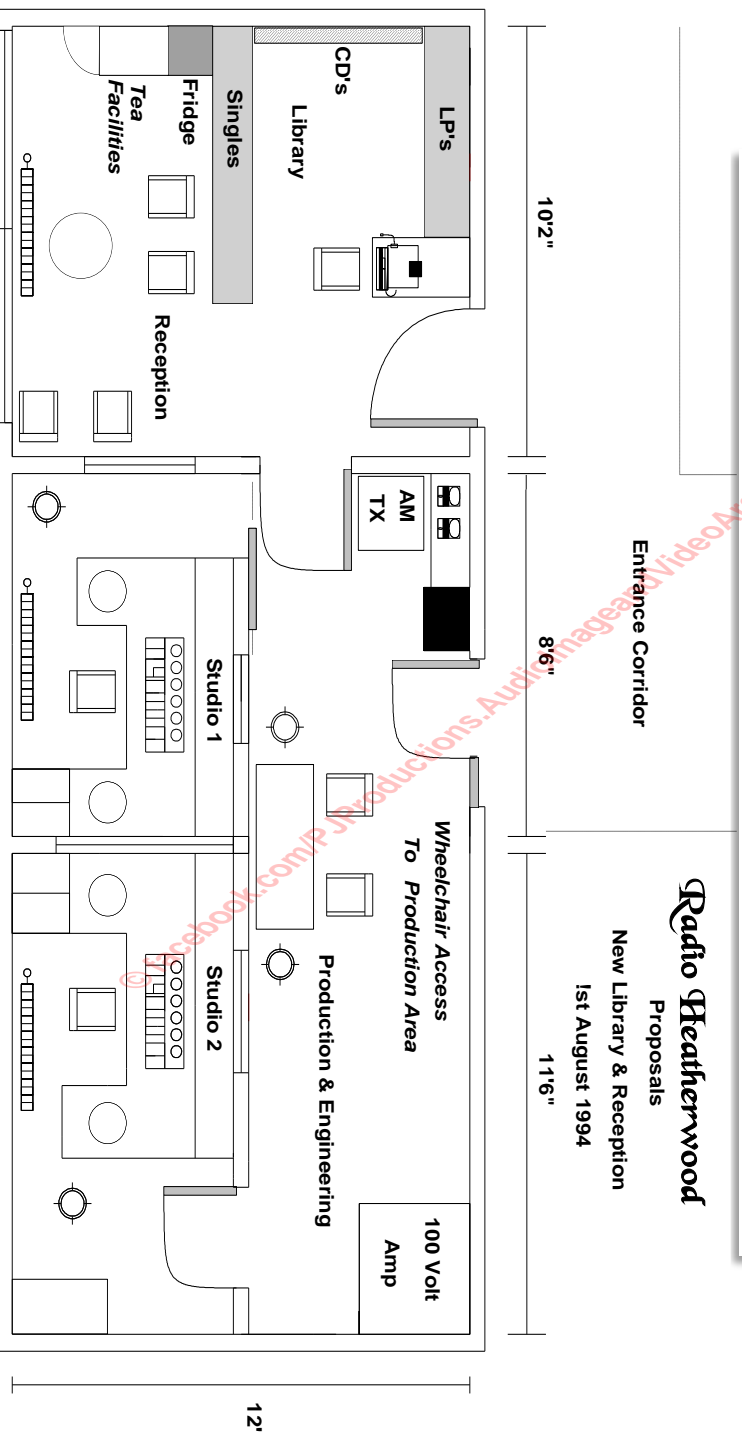 Radio Heatherwood
Proposals
New Library & Reception
!st August 1994
Entrance Corridor
10'2"
8'6"
11'6"
12'
LP's
CD's
Library
Singles
Fridge
Tea
Facilities
Reception
AM
TX
Wheelchair Access
To Production Area
Production & Engineering
100 Volt
Amp
Studio 1
Studio 2
© facebook.com/PJProductions.AudioImageandVideoAr